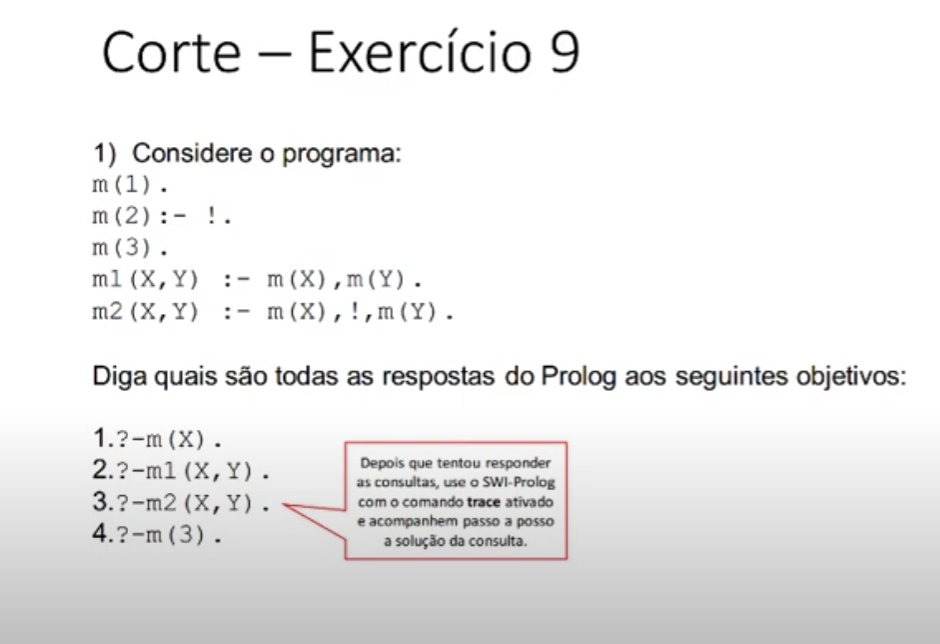 Corte – Exercício 9
1) Considere o programa:
m(1).
m(2):- !.
m(3).
m1(X,Y) :- m(X),m(Y).
m2(X,Y) :- m(X),!,m(Y).
Diga quais são todas as respostas do Prolog aos seguintes objetivos:
1.?-m(X).
2.?-m1(X,Y).
3.?-m2(X,Y).
4.?-m(3).
Depois que tentou responder
as consultas, use o SWI-Prolog
com o comando trace ativado
e acompanhem passo a posso
a solução da consulta.